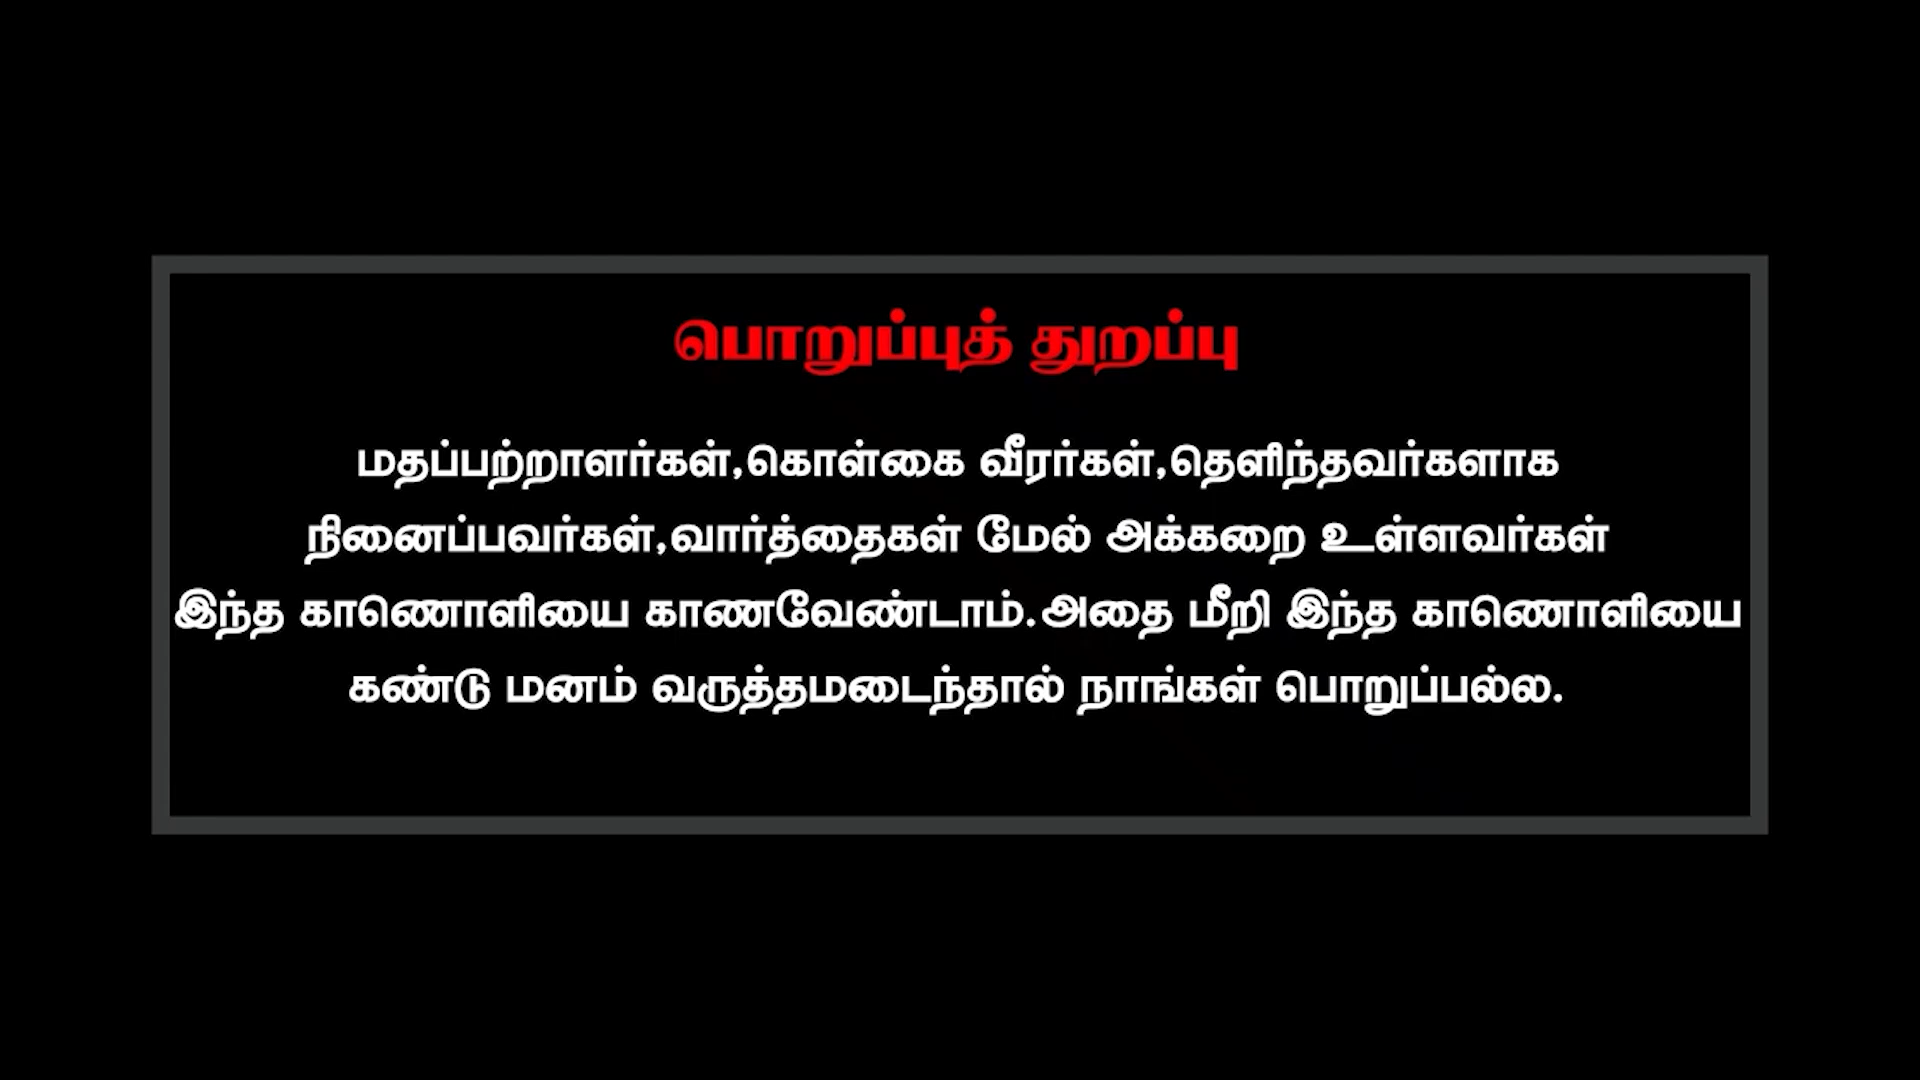 பொறுப்புத் துறப்பு
மதப்பற்றாளர்கள்,கொள்கை வீரர்கள்,தெளிந்தவர்களாக
நினைப்பவர்கள்,வார்த்தைகள் மேல் அக்கறை உள்ளவர்கள்
இந்த காணொளியை காணவேண்டாம்.அதை மீறி இந்த காணொளியை
கண்டு மனம் வருத்தமடைந்தால் நாங்கள் பொறுப்பல்ல.